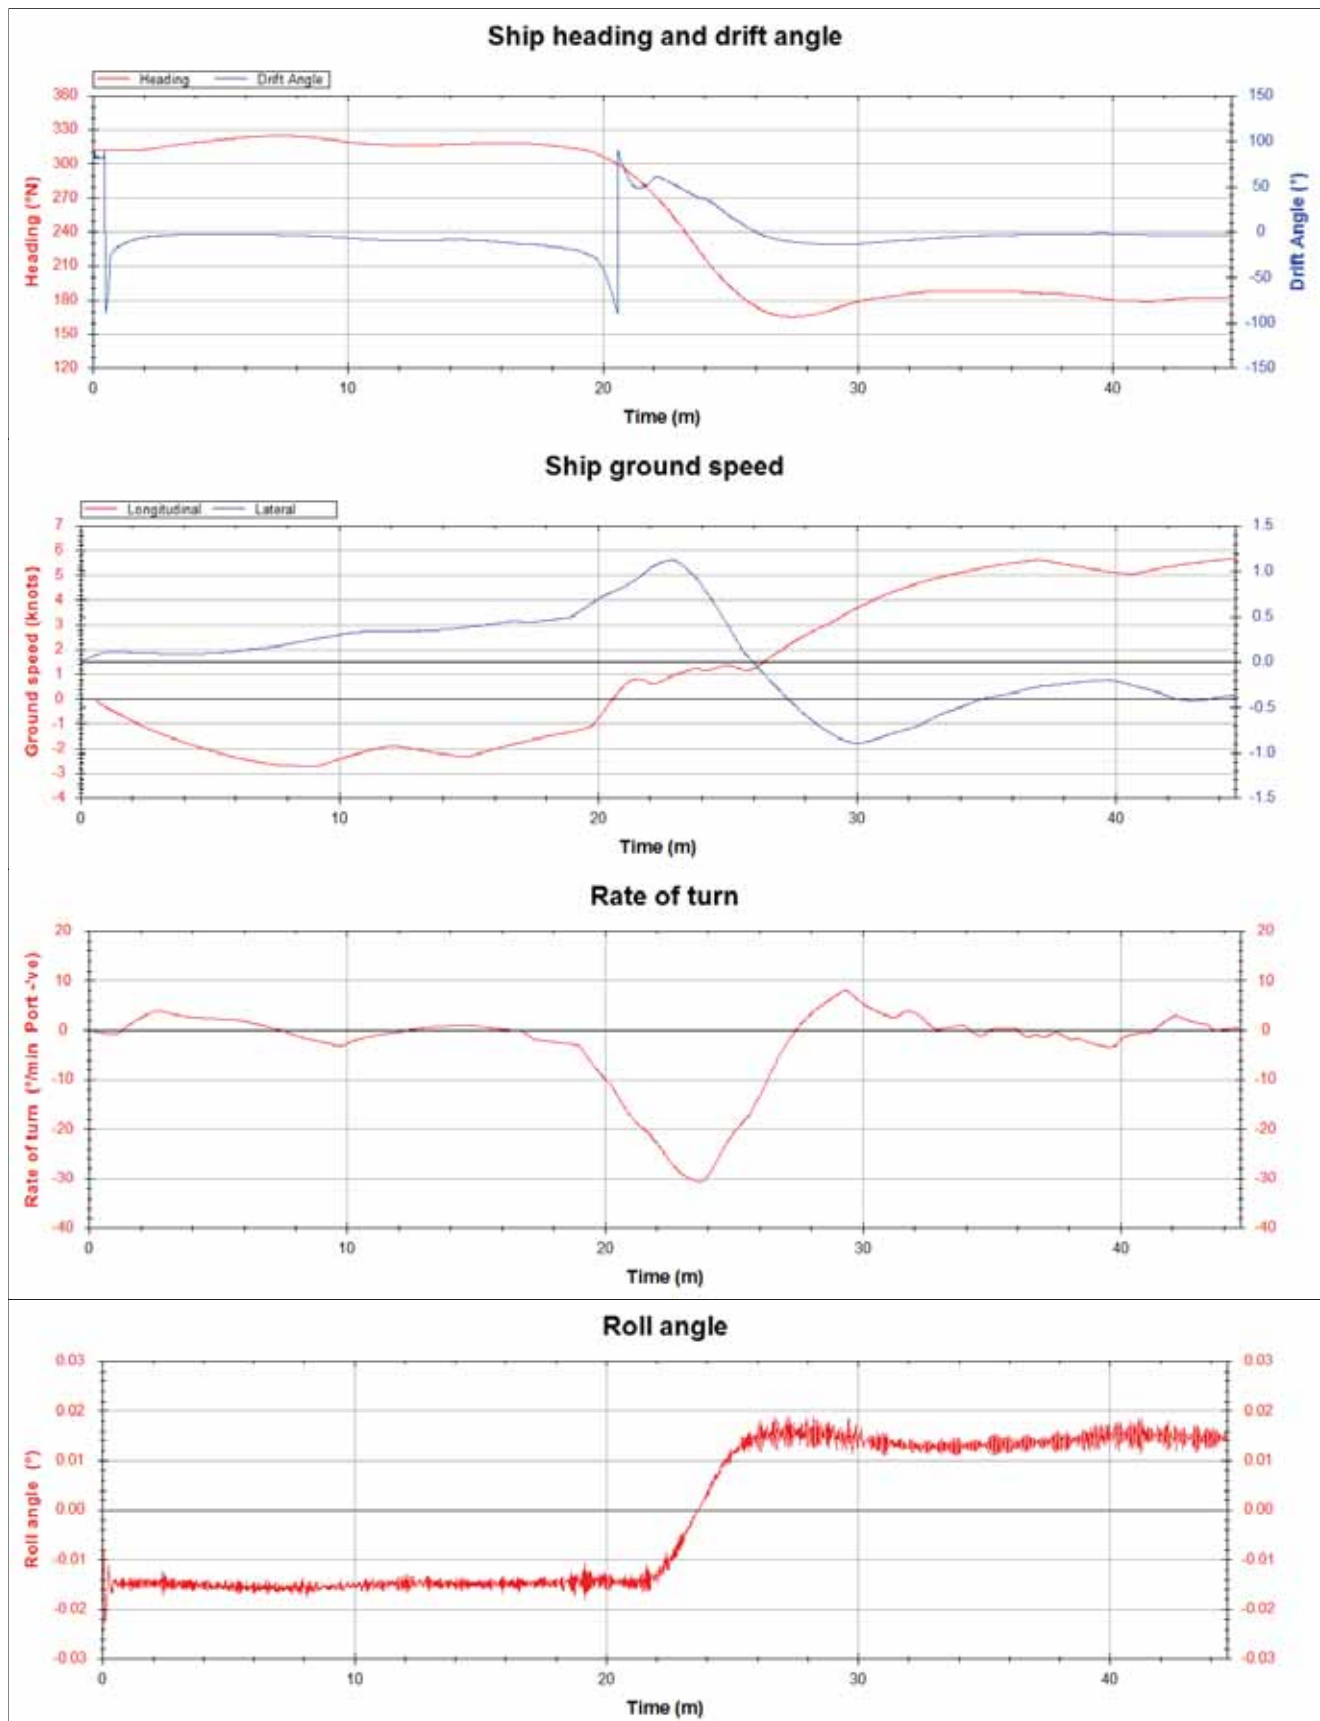 Ship heading and drift angle
Heading Drift Angle
360 150
330 100
300 50
270
240 0
210 -50
180
150 -100
120 -150
Heading (°N)
Drift Angle (°)
0 10 20 30 40
Time (m)
Ship ground speed
Longitudinal Lateral
7 1.5
6
5 1.0
4
3 0.5
2
1 0.0
0
-1 -0.5
-2
-3 -1.0
-4 -1.5
Ground speed (knots)
0 10 20 30 40
Time (m)
Rate of turn
20 20
10 10
0 0
-10 -10
-20 -20
-30 -30
-40 -40
Rate of turn (°/min Port -'ve)
0 10 20 30 40
Time (m)
Roll angle
0.03 0.03
0.02 0.02
0.01 0.01
0.00 0.00
-0.01 -0.01
-0.02 -0.02
-0.03 -0.03
Roll angle (°)
0 10 20 30 40
Time (m)